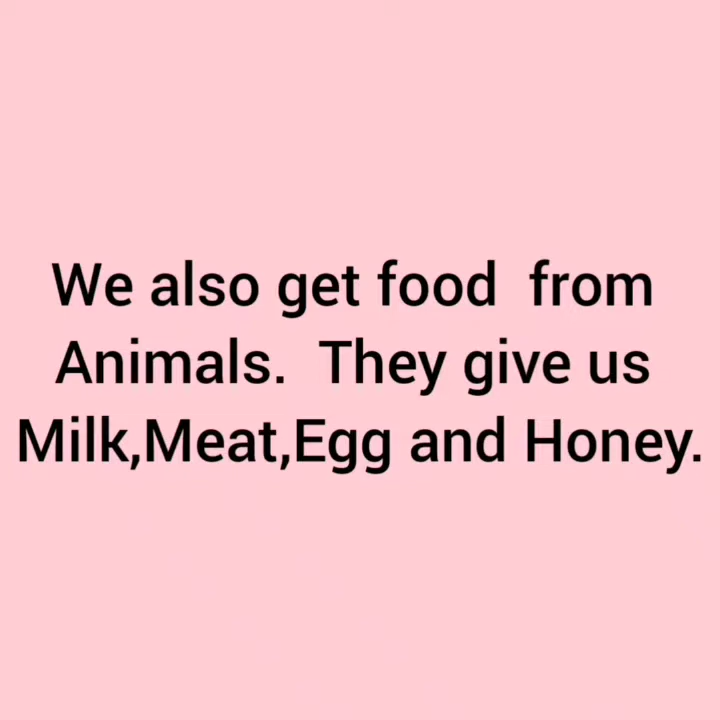 We also get food  from
Animals.  They give us
Milk,Meat,Egg and Honey.